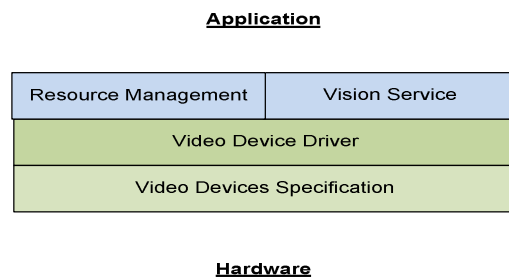 Application
Resource Management
Vision Service
Video Device Driver
Video Devices Specification
Hardware